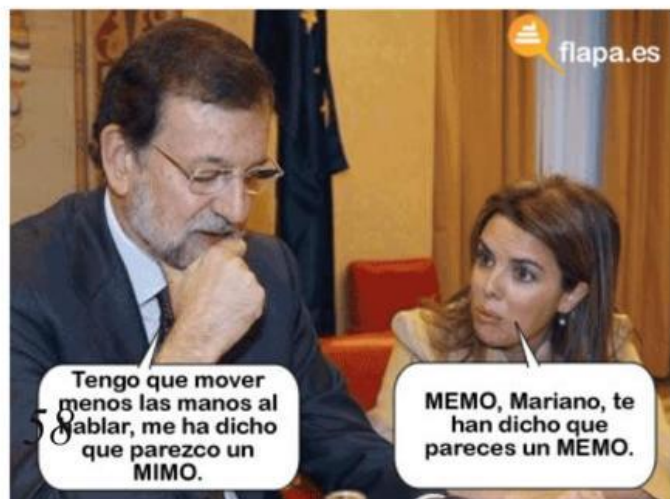 flapa.es
Tengo que mover
menos las manos al
hablar, me ha dicho
que parezco un
MIMO.
58
MEMO, Mariano, te
han dicho que
pareces un MEMO.